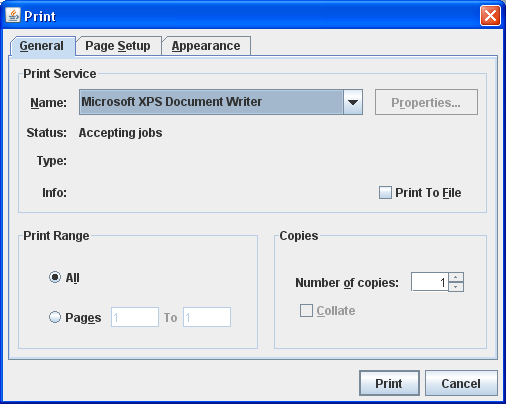 Print
General Page Setup Appearance
Print Service
Name: Microsoft XPS Document Writer Properties...
Status: Accepting jobs
Type:
Info: Print To File
Print Range Copies
All Number of copies: 1
Pages 1 To 1 Collate
Print Cancel